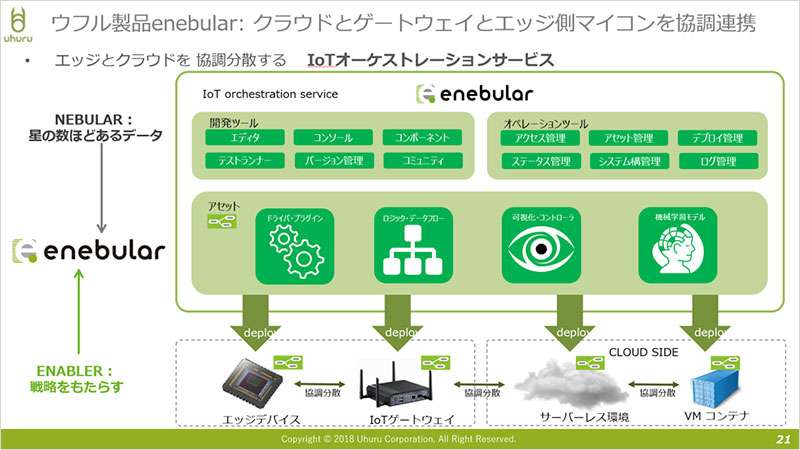 uhuru
ウフル製品enebular: クラウドとゲートウェイとエッジ側マイコンを協調連携
• エッジとクラウドを 協調分散する IoTオーケストレーションサービス
IoT orchestration service
enebular
NEBULAR：
星の数ほどあるデータ
開発ツール
エディタ
コンソール
コンポーネント
テストランナー
バージョン管理
コミュニティ
オペレーションツール
アクセス管理
アセット管理
デプロイ管理
ステータス管理
システム構管理
ログ管理
アセット
ドライバ・プラグイン
ロジック・データフロー
可視化・コントローラ
機械学習モデル
enebular
deploy
deploy
deploy
deploy
ENABLER：
戦略をもたらす
CLOUD SIDE
協調分散
協調分散
協調分散
エッジデバイス
IoTゲートウェイ
サーバーレス環境
VM コンテナ
Copyright © 2018 Uhuru Corporation, All Right Reserved.
21